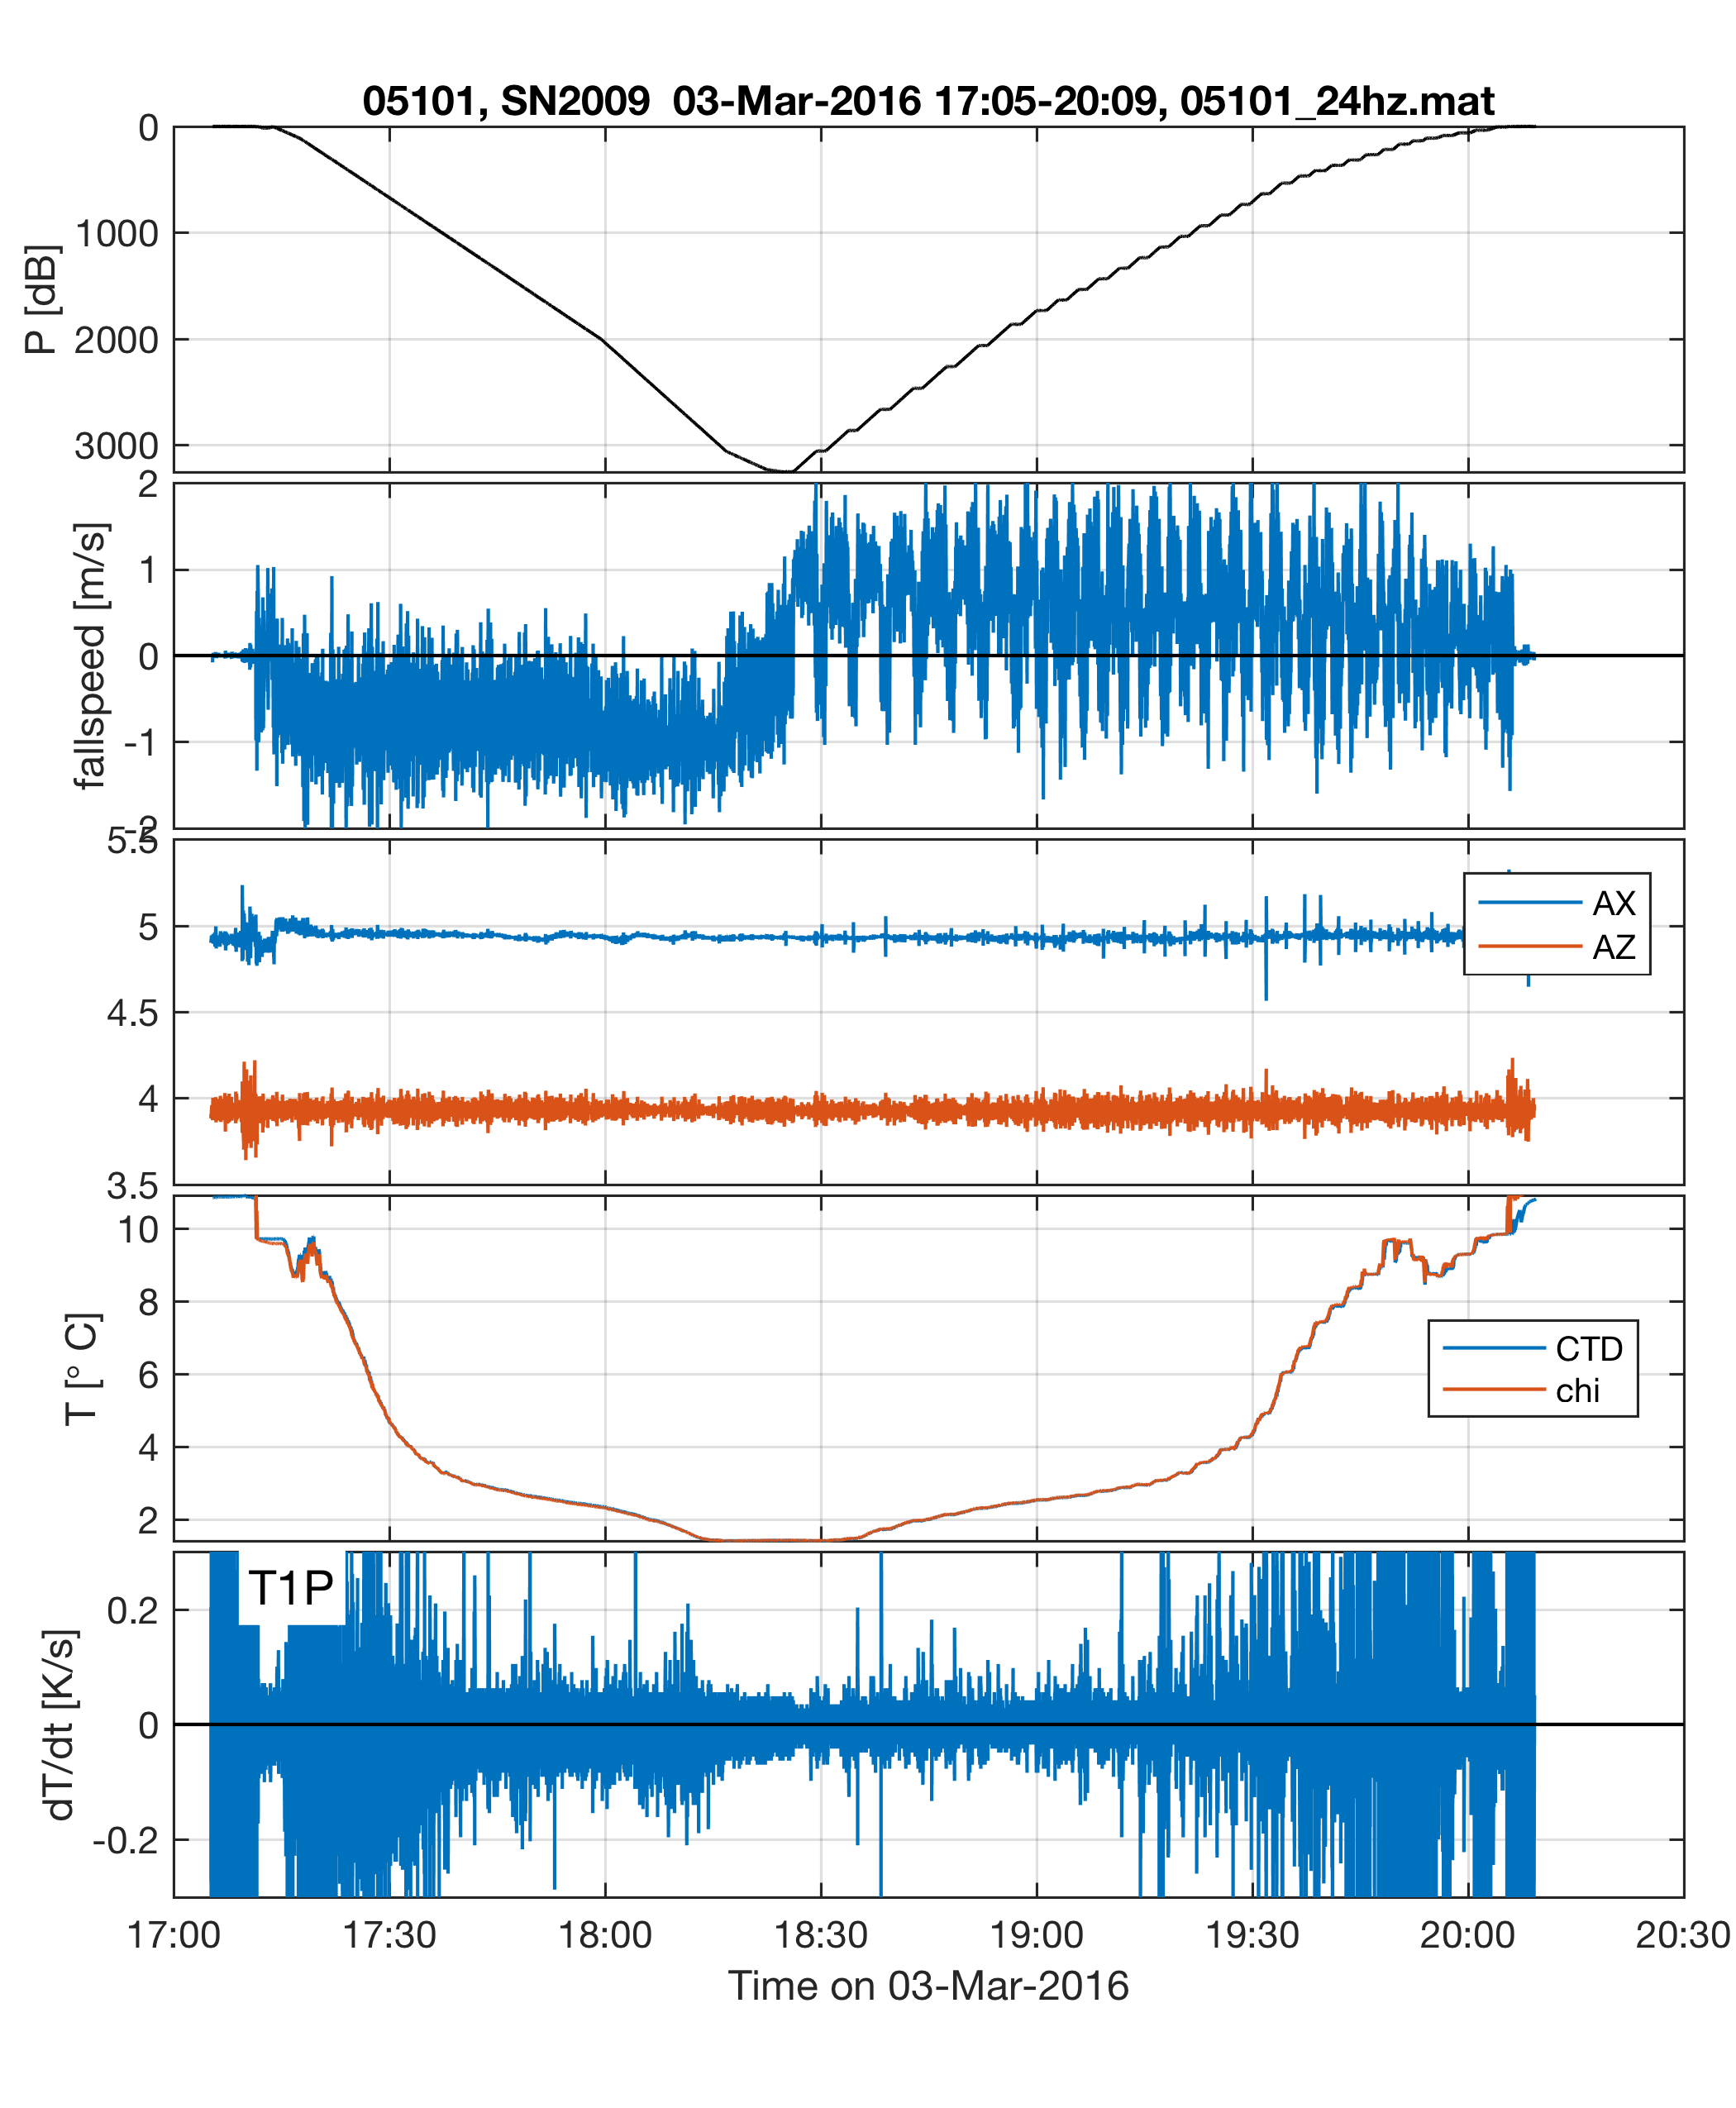 05101, SN2009  03-Mar-2016 17:05-20:09, 05101_24hz.mat
0
1000
2000
3000
P [dB]
2
1
0
-1
-2
fallspeed [m/s]
5.5
5
4.5
4
3.5
AX
AZ
10
8
6
4
2
T [° C]
CTD
chi
T1P
0.2
0
-0.2
dT/dt [K/s]
17:00 17:30 18:00 18:30 19:00 19:30 20:00 20:30
Time on 03-Mar-2016